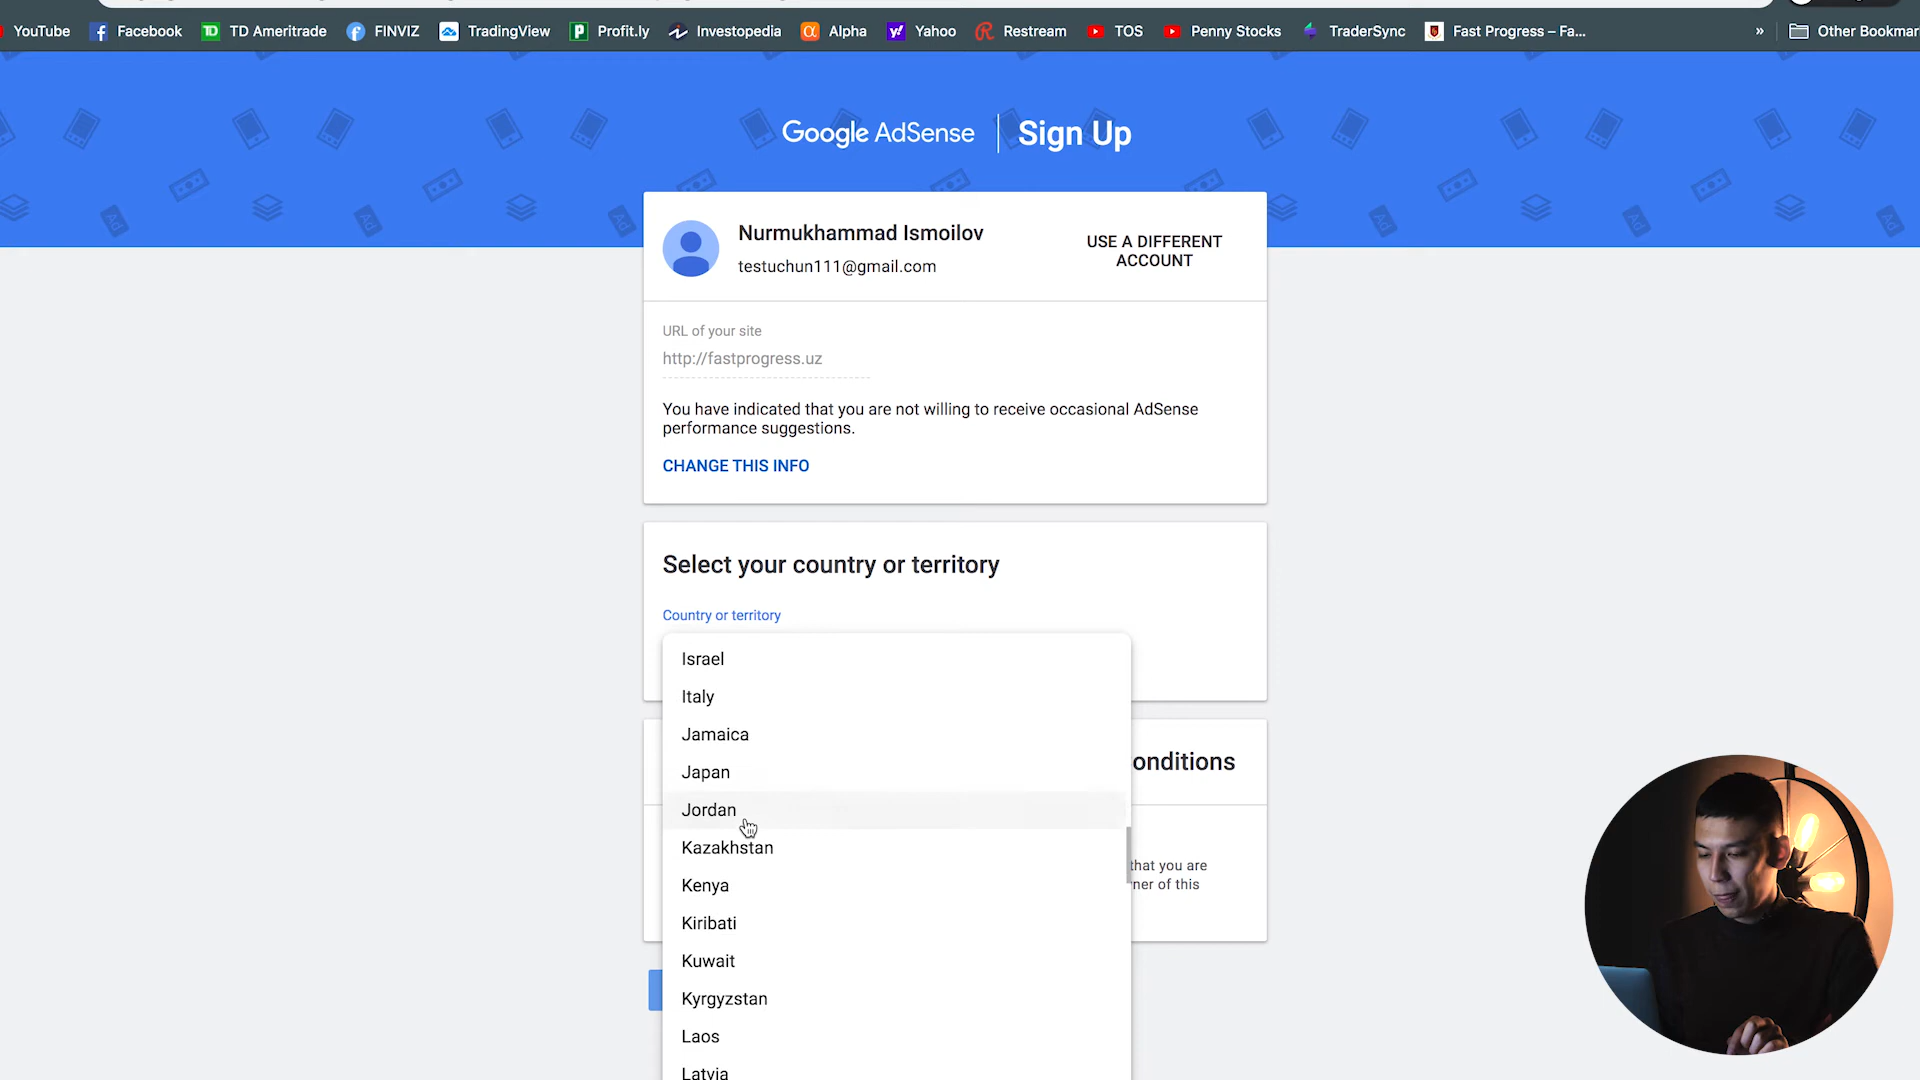 YouTube Facebook TD Ameritrade FINVIZ TradingView Profit.ly Investopedia Alpha Yahoo Restream TOS Penny Stocks TraderSync Fast Progress – Fa... » Other Bookmar
Google AdSense | Sign Up
Nurmukhammad Ismoilov
testuchun111@gmail.com
USE A DIFFERENT
ACCOUNT
URL of your site
http://fastprogress.uz
You have indicated that you are not willing to receive occasional AdSense
performance suggestions.
CHANGE THIS INFO
Select your country or territory
Country or territory
Israel
Italy
Jamaica
Japan
Jordan
Kazakhstan
Kenya
Kiribati
Kuwait
Kyrgyzstan
Laos
Latvia
onditions
that you are
ner of this